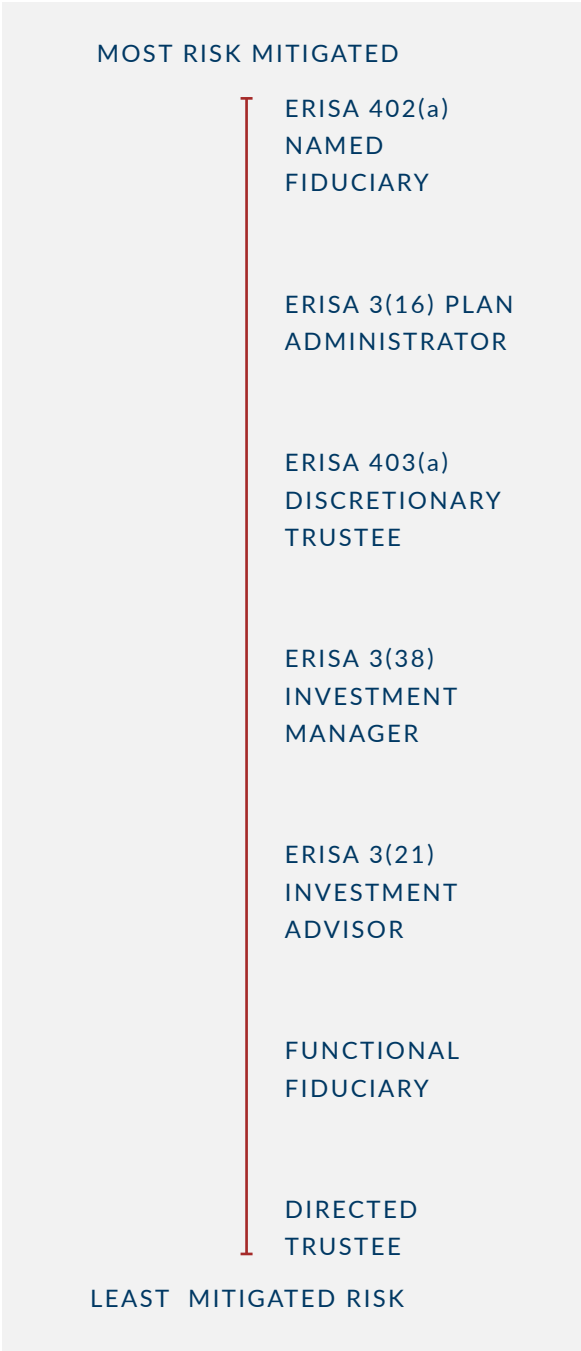 MOST RISK MITIGATED
ERISA 402(a)
NAMED
FIDUCIARY
ERISA 3(16) PLAN
ADMINISTRATOR
ERISA 403(a)
DISCRETIONARY
TRUSTEE
ERISA 3(38)
INVESTMENT
MANAGER
ERISA 3(21)
INVESTMENT
ADVISOR
FUNCTIONAL
FIDUCIARY
DIRECTED
TRUSTEE
LEAST MITIGATED RISK